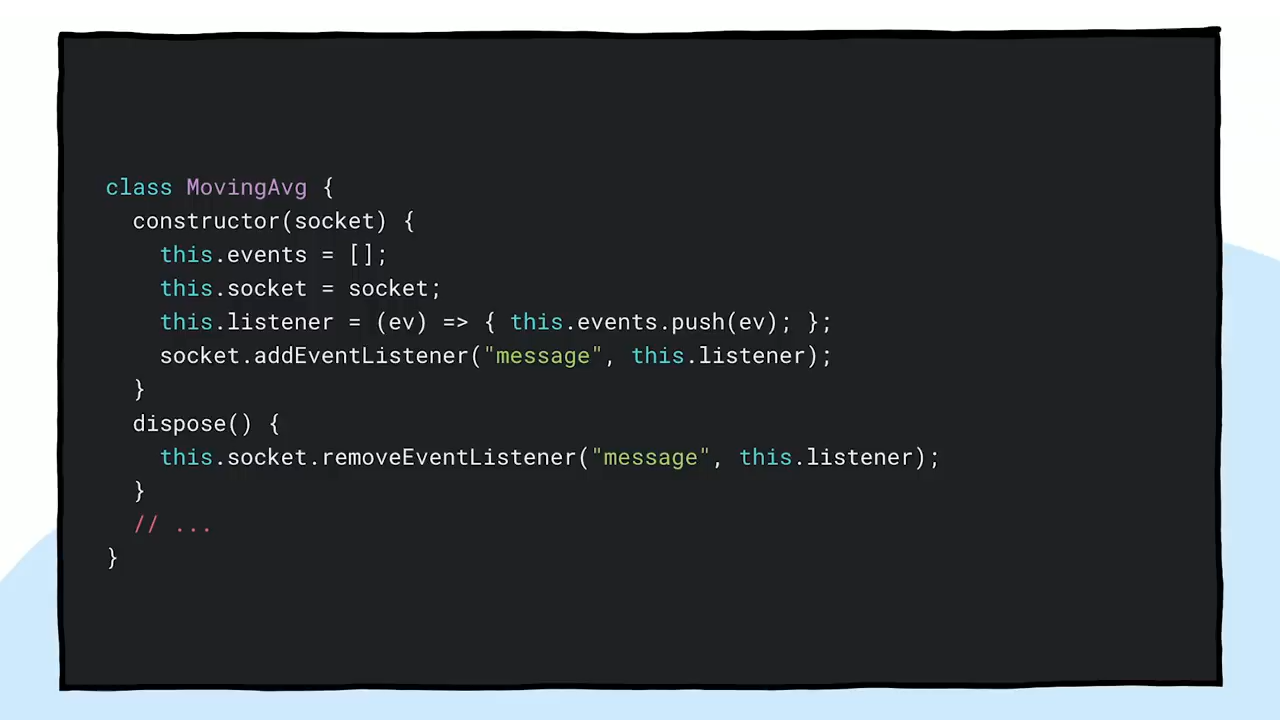 class MovingAvg {
  constructor(socket) {
    this.events = [];
    this.socket = socket;
    this.listener = (ev) => { this.events.push(ev); };
    socket.addEventListener("message", this.listener);
  }
  dispose() {
    this.socket.removeEventListener("message", this.listener);
  }
  // ...
}